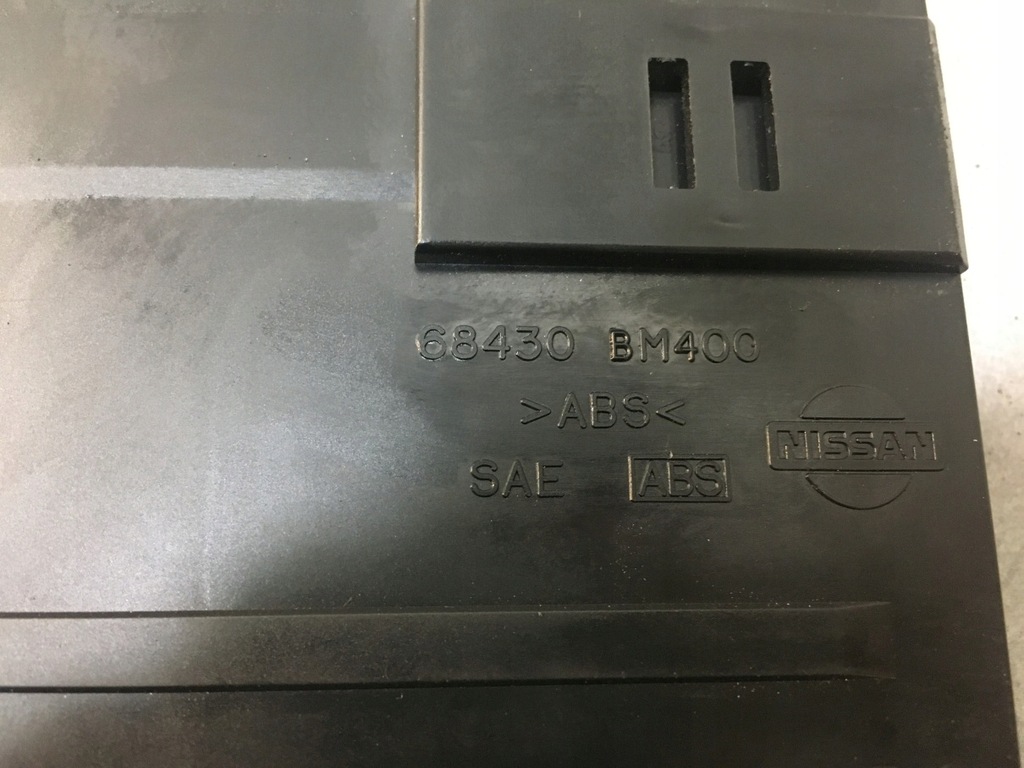 68430 BM400
>ABS<
SAE ABS
NISSAN